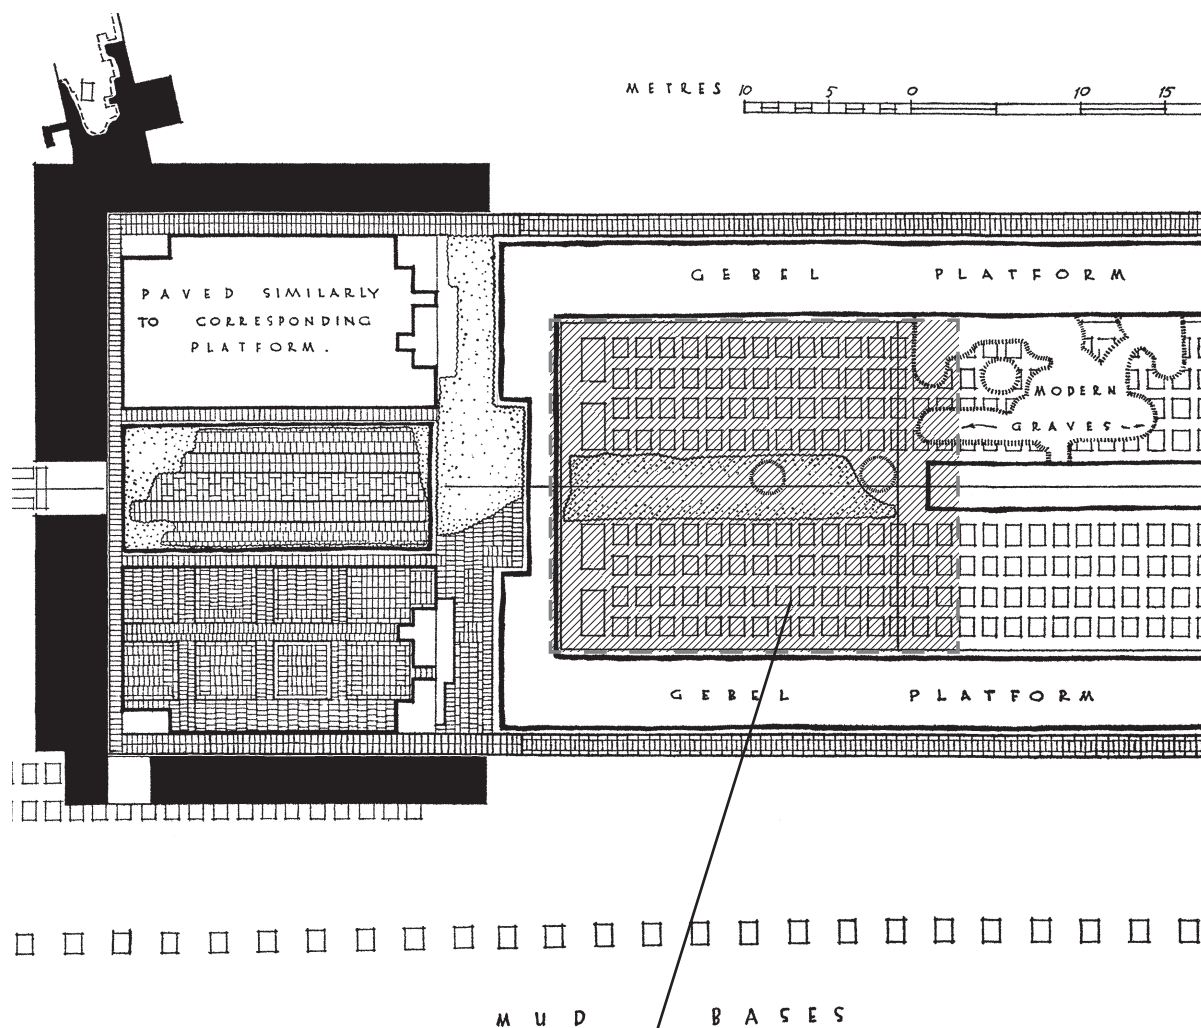 METRES 10 5 0 10 15
GEBEL PLATFORM
PAVED SIMILARLY
TO CORRESPONDING
PLATFORM.
MODERN
GRAVES
GEBEL PLATFORM
MUD BASES